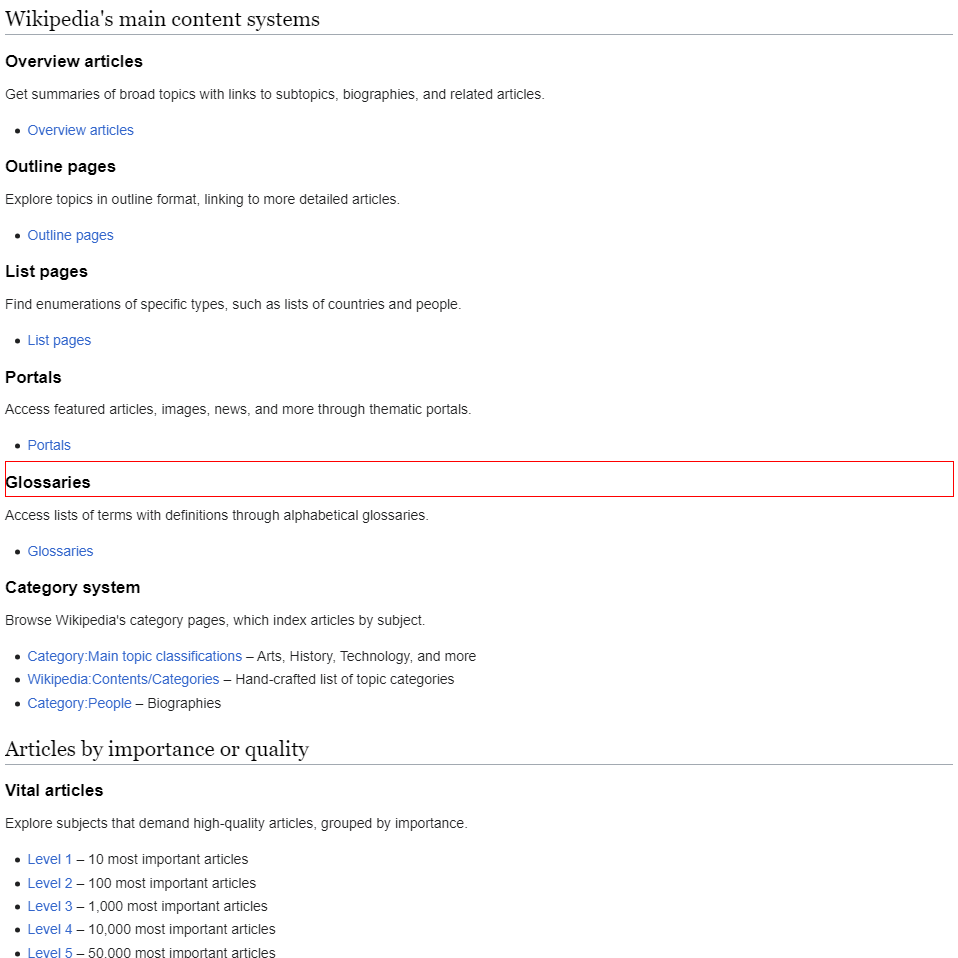 Wikipedia's main content systems
Overview articles
Get summaries of broad topics with links to subtopics, biographies, and related articles.
• Overview articles
Outline pages
Explore topics in outline format, linking to more detailed articles.
• Outline pages
List pages
Find enumerations of specific types, such as lists of countries and people.
• List pages
Portals
Access featured articles, images, news, and more through thematic portals.
• Portals
Glossaries
Access lists of terms with definitions through alphabetical glossaries.
• Glossaries
Category system
Browse Wikipedia's category pages, which index articles by subject.
• Category:Main topic classifications – Arts, History, Technology, and more
• Wikipedia:Contents/Categories – Hand-crafted list of topic categories
• Category:People – Biographies
Articles by importance or quality
Vital articles
Explore subjects that demand high-quality articles, grouped by importance.
• Level 1 – 10 most important articles
• Level 2 – 100 most important articles
• Level 3 – 1,000 most important articles
• Level 4 – 10,000 most important articles
• Level 5 – 50,000 most important articles